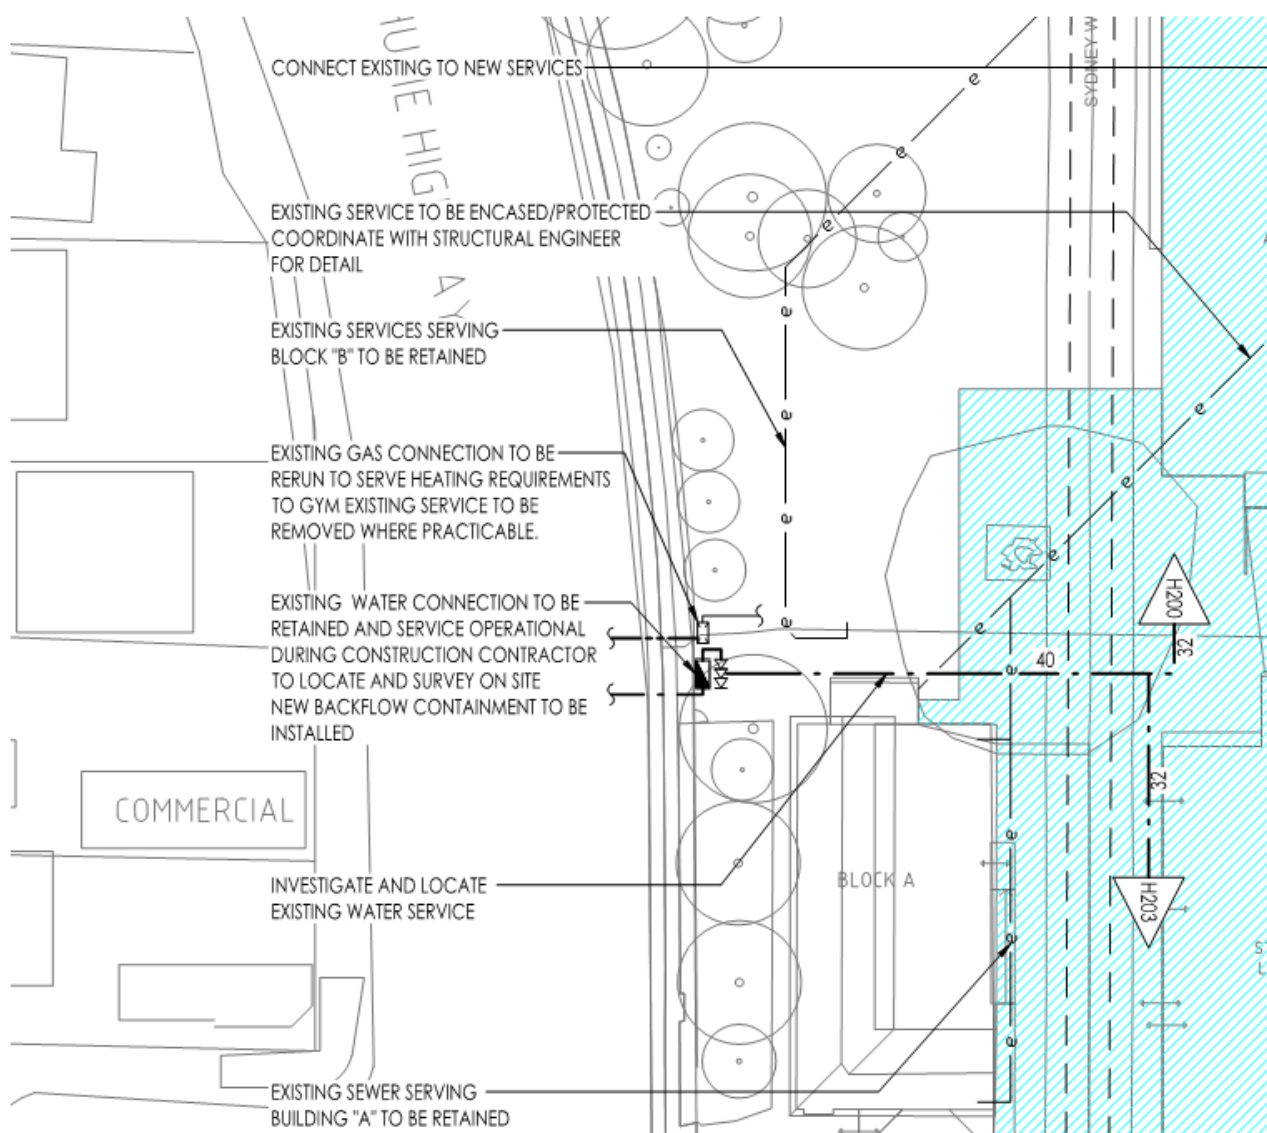 HUIE HIG
AY
SYDNEY W
CONNECT EXISTING TO NEW SERVICES
e
e
e
EXISTING SERVICE TO BE ENCASED/PROTECTED
COORDINATE WITH STRUCTURAL ENGINEER
FOR DETAIL
EXISTING SERVICES SERVING
BLOCK "B" TO BE RETAINED
e
e
e
e
e
e
e
e
EXISTING GAS CONNECTION TO BE
RERUN TO SERVE HEATING REQUIREMENTS
TO GYM EXISTING SERVICE TO BE
REMOVED WHERE PRACTICABLE.
EXISTING WATER CONNECTION TO BE
RETAINED AND SERVICE OPERATIONAL
DURING CONSTRUCTION CONTRACTOR
TO LOCATE AND SURVEY ON SITE
NEW BACKFLOW CONTAINMENT TO BE
INSTALLED
H200
32
40
e
32
H203
COMMERCIAL
BLOCK A
e
e
e
INVESTIGATE AND LOCATE
EXISTING WATER SERVICE
EXISTING SEWER SERVING
BUILDING "A" TO BE RETAINED